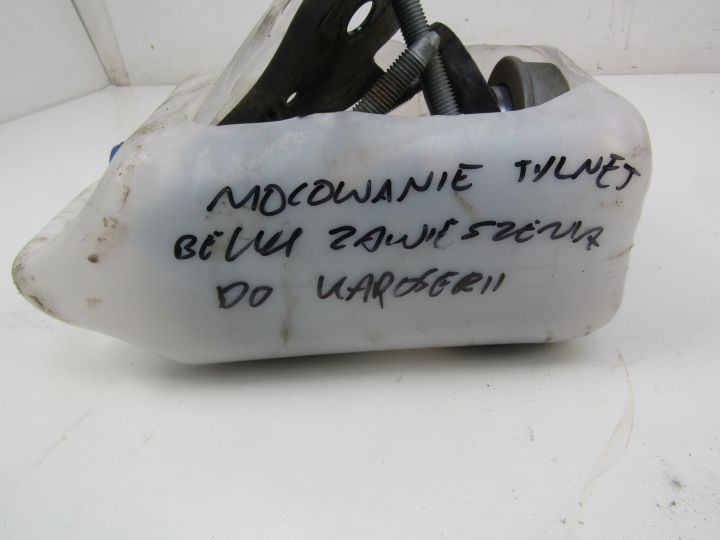 MOCOWANIE TYLNEJ
BELKI ZAWIESZENIA
DO KAROSERII